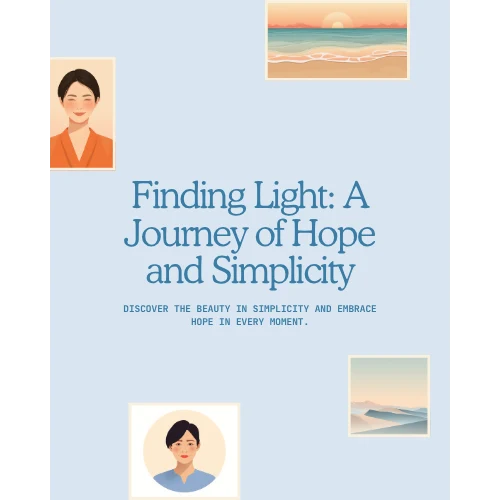 Finding Light: A
Journey of Hope
and Simplicity
DISCOVER THE BEAUTY IN SIMPLICITY AND EMBRACE
HOPE IN EVERY MOMENT.